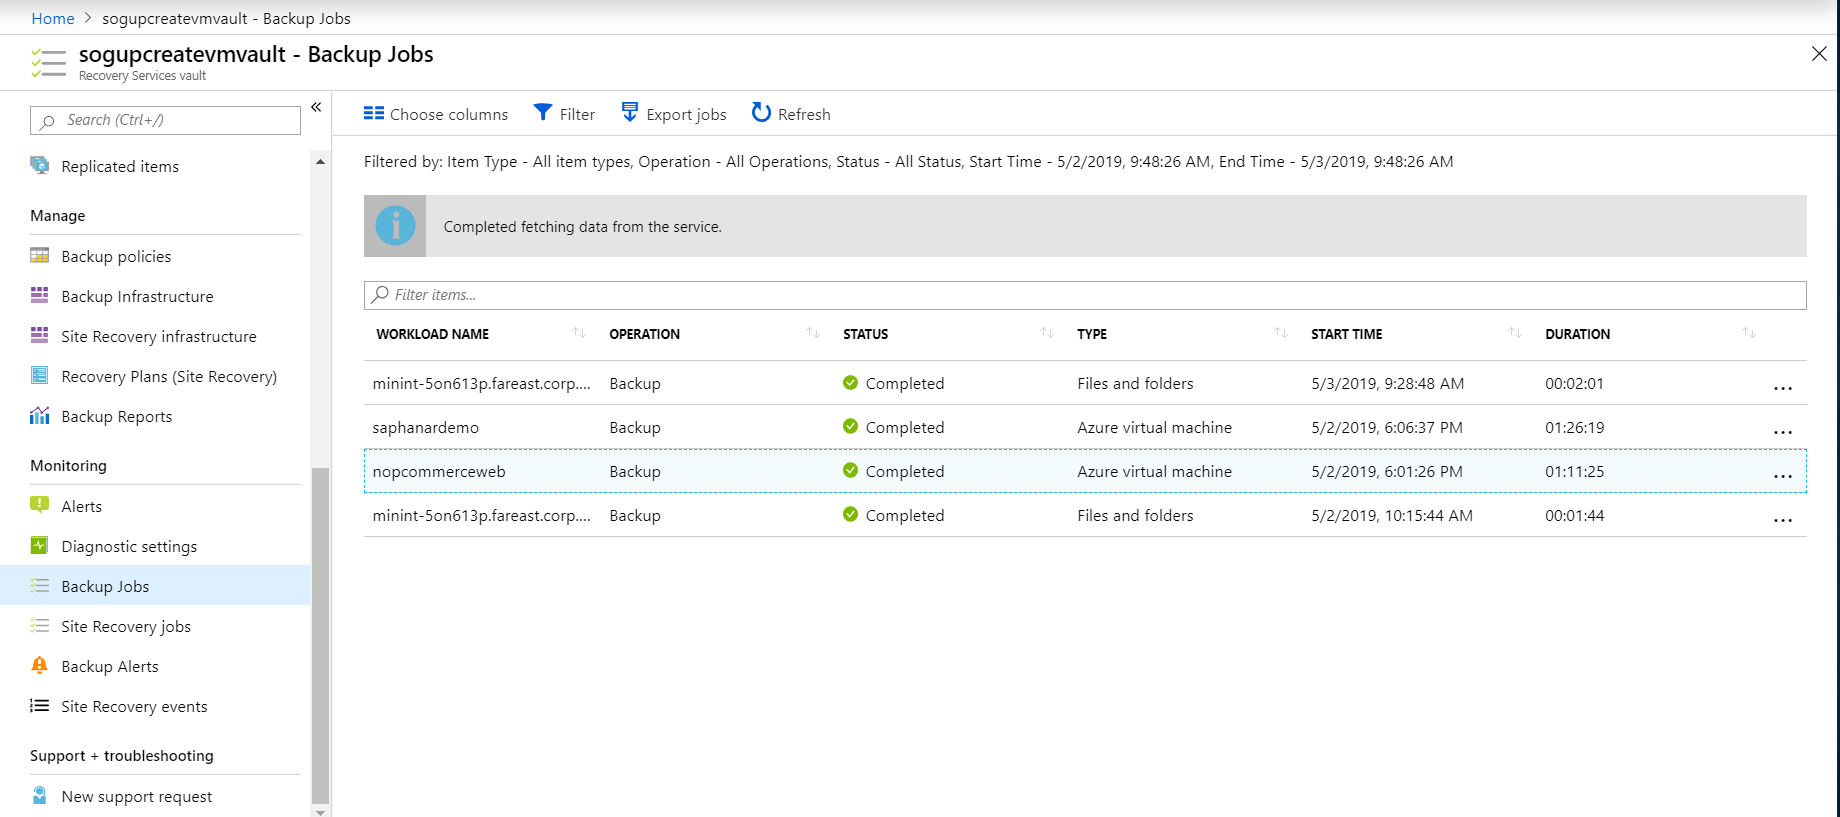 Home > sogupcreatevmvault - Backup Jobs
sogupcreatevmvault - Backup Jobs
Recovery Services vault
Search (Ctrl+/)
«
Replicated items
Manage
Backup policies
Backup Infrastructure
Site Recovery infrastructure
Recovery Plans (Site Recovery)
Backup Reports
Monitoring
Alerts
Diagnostic settings
Backup Jobs
Site Recovery jobs
Backup Alerts
Site Recovery events
Support + troubleshooting
New support request
Choose columns Filter Export jobs Refresh
Filtered by: Item Type - All item types, Operation - All Operations, Status - All Status, Start Time - 5/2/2019, 9:48:26 AM, End Time - 5/3/2019, 9:48:26 AM
Completed fetching data from the service.
Filter items...
WORKLOAD NAME OPERATION STATUS TYPE START TIME DURATION
minint-5on613p.fareast.corp.... Backup Completed Files and folders 5/3/2019, 9:28:48 AM 00:02:01 ...
saphanardemo Backup Completed Azure virtual machine 5/2/2019, 6:06:37 PM 01:26:19 ...
nopcommerceweb Backup Completed Azure virtual machine 5/2/2019, 6:01:26 PM 01:11:25 ...
minint-5on613p.fareast.corp.... Backup Completed Files and folders 5/2/2019, 10:15:44 AM 00:01:44 ...